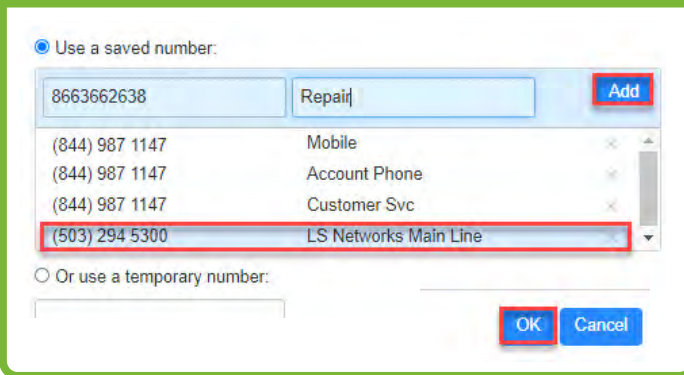 Use a saved number:
8663662638 Repair Add
(844) 987 1147 Mobile
(844) 987 1147 Account Phone
(844) 987 1147 Customer Svc
(503) 294 5300 LS Networks Main Line
Or use a temporary number:
OK Cancel